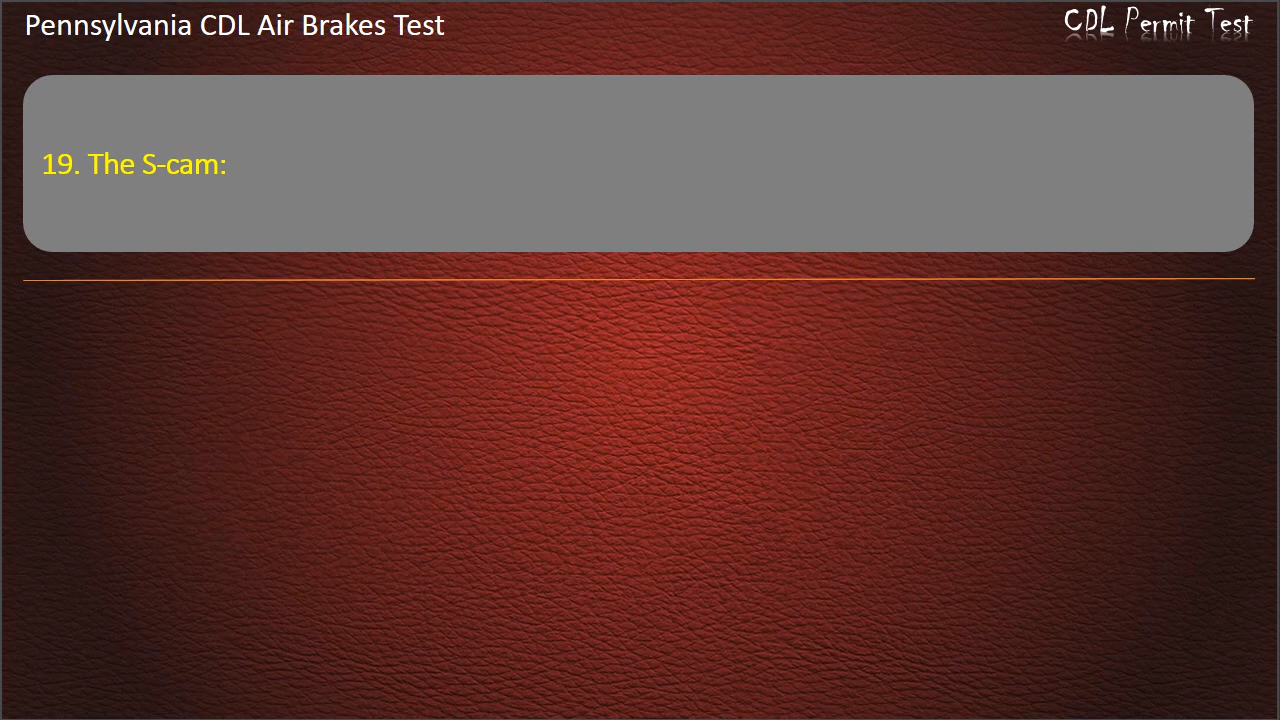 Pennsylvania CDL Air Brakes Test
CDL Permit Test
19. The S-cam: